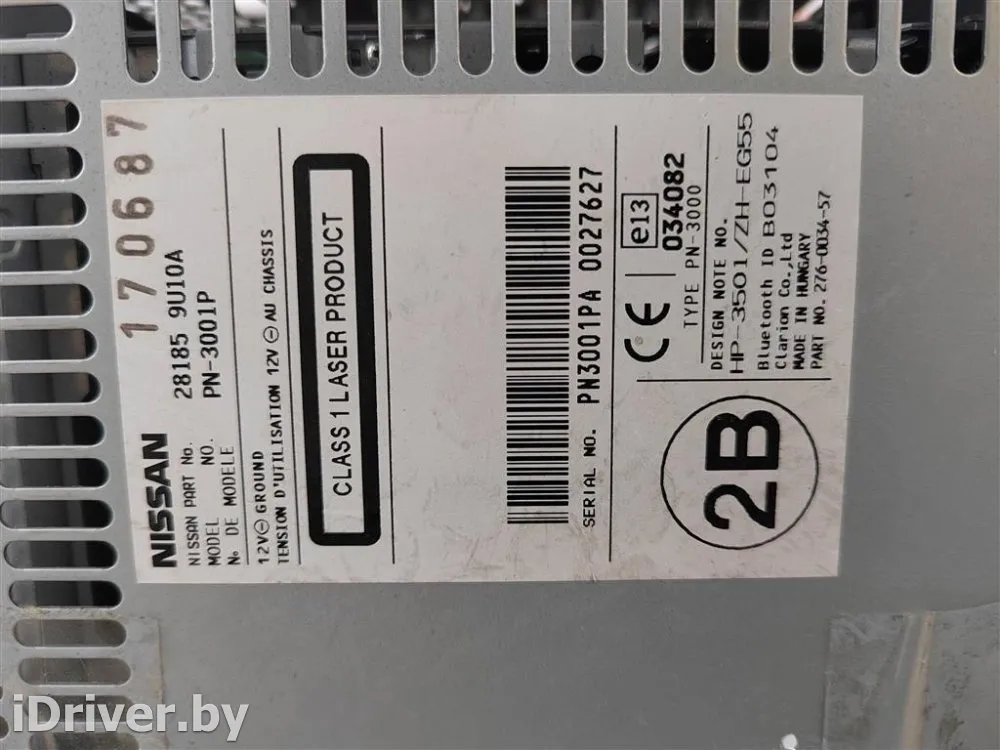 170687
NISSAN
NISSAN PART No. 28185 9U10A
MODEL NO. PN-3001P
No DE MODELE
12V⊖GROUND
TENSION D'UTILISATION 12V ⊖ AU CHASSIS
CLASS 1 LASER PRODUCT
SERIAL NO. PN3001PA 0027627
CE e13
034082
TYPE PN-3000
2B
DESIGN NOTE NO.
HP-3501/ZH-EG55
Bluetooth ID B03104
Clarion Co.,Ltd
MADE IN HUNGARY
PART NO. 276-0034-57
iDriver.by